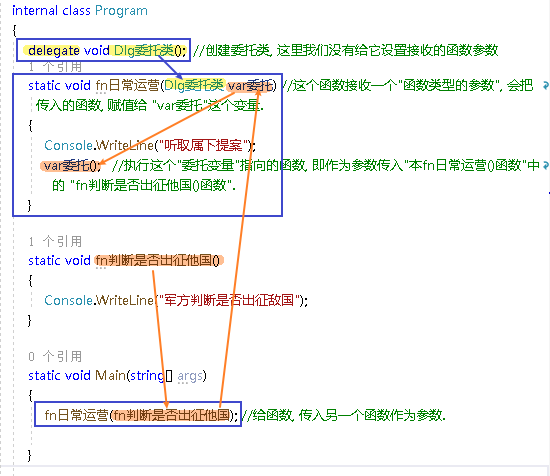 internal class Program
{
delegate void Dlg委托类(); //创建委托类, 这里我们没有给它设置接收的函数参数
1 个引用
static void fn日常运营(Dlg委托类 var委托) //这个函数接收一个"函数类型的参数", 会把
传入的函数, 赋值给 "var委托"这个变量.
{
Console.WriteLine("听取属下提案");
var委托(); //执行这个"委托变量"指向的函数, 即作为参数传入"本fn日常运营()函数"中
的 "fn判断是否出征他国()函数".
}
1 个引用
static void fn判断是否出征他国()
{
Console.WriteLine("军方判断是否出征敌国");
}
0 个引用
static void Main(string[] args)
{
fn日常运营(fn判断是否出征他国); //给函数, 传入另一个函数作为参数.
}